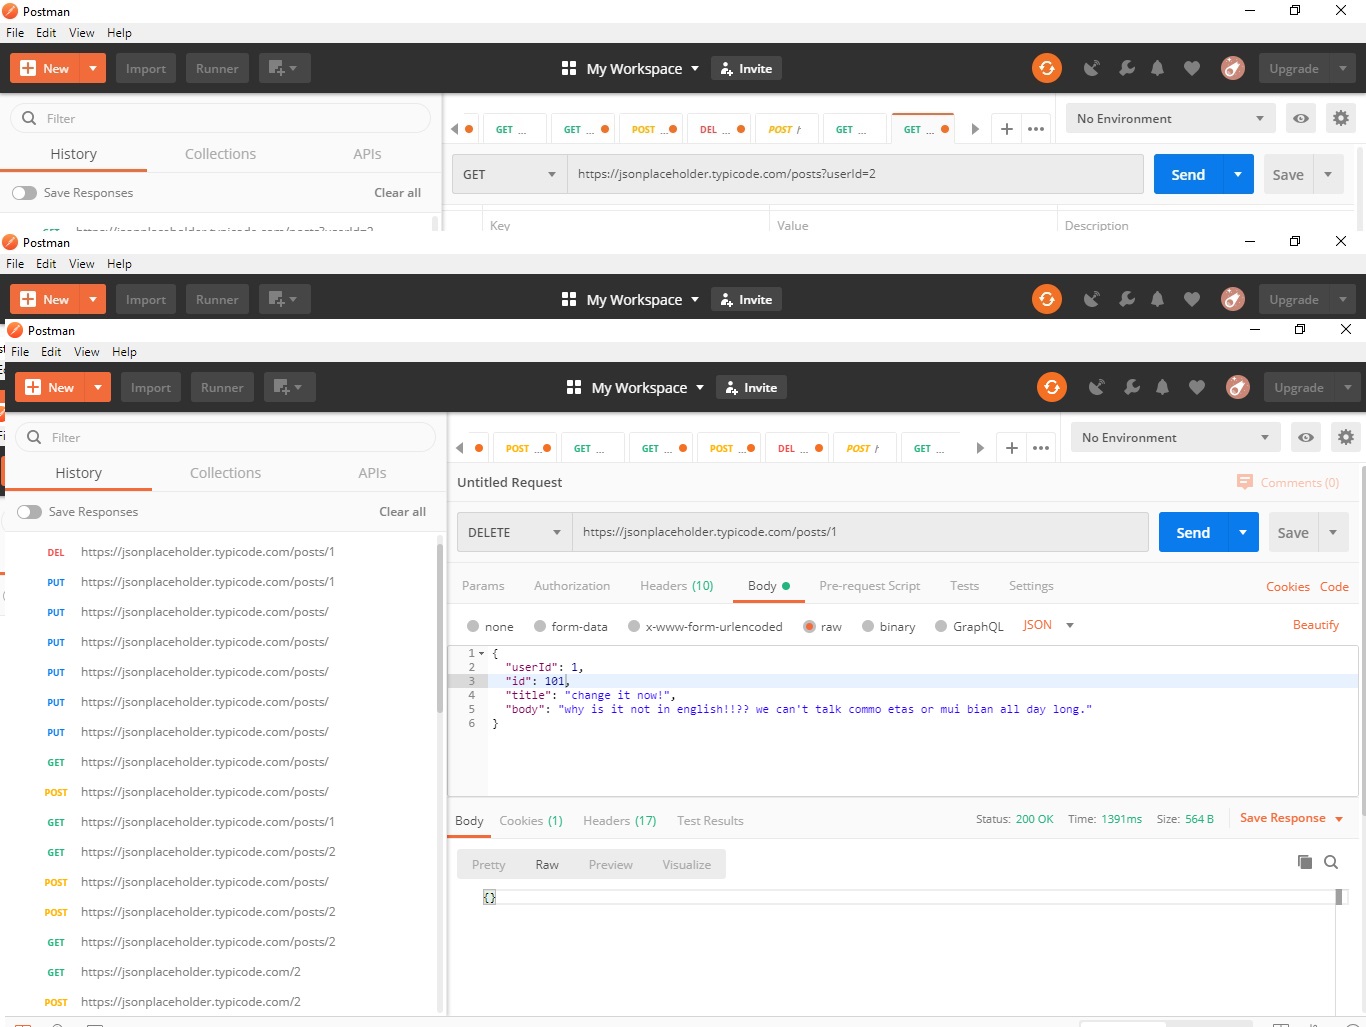 Postman
File Edit View Help
New Import Runner My Workspace Invite Upgrade
Filter
GET ... GET ... POST ... DEL ... POST GET ... GET ...
No Environment
History Collections APIs
GET https://jsonplaceholder.typicode.com/posts?userId=2 Send Save
Save Responses Clear all
Key Value Description
GET https://jsonplaceholder.typicode.com/posts?userId=2
Postman
File Edit View Help
New Import Runner My Workspace Invite Upgrade
Postman
File Edit View Help
New Import Runner My Workspace Invite Upgrade
Filter
POST ... GET ... GET ... POST ... DEL ... POST GET ...
No Environment
History Collections APIs
Untitled Request Comments (0)
Save Responses Clear all
DELETE https://jsonplaceholder.typicode.com/posts/1 Send Save
DEL https://jsonplaceholder.typicode.com/posts/1
PUT https://jsonplaceholder.typicode.com/posts/1
PUT https://jsonplaceholder.typicode.com/posts/
PUT https://jsonplaceholder.typicode.com/posts/
PUT https://jsonplaceholder.typicode.com/posts/
PUT https://jsonplaceholder.typicode.com/posts/
PUT https://jsonplaceholder.typicode.com/posts/
GET https://jsonplaceholder.typicode.com/posts/
POST https://jsonplaceholder.typicode.com/posts/
GET https://jsonplaceholder.typicode.com/posts/1
GET https://jsonplaceholder.typicode.com/posts/2
POST https://jsonplaceholder.typicode.com/posts/
POST https://jsonplaceholder.typicode.com/posts/2
GET https://jsonplaceholder.typicode.com/posts/2
GET https://jsonplaceholder.typicode.com/2
POST https://jsonplaceholder.typicode.com/2
Params Authorization Headers (10) Body Pre-request Script Tests Settings Cookies Code
none form-data x-www-form-urlencoded raw binary GraphQL JSON Beautify
1 {
2 "userId": 1,
3 "id": 101,
4 "title": "change it now!",
5 "body": "why is it not in english!!?? we can't talk commo etas or mui bian all day long."
6 }
Body Cookies (1) Headers (17) Test Results Status: 200 OK Time: 1391ms Size: 564 B Save Response
Pretty Raw Preview Visualize
{}